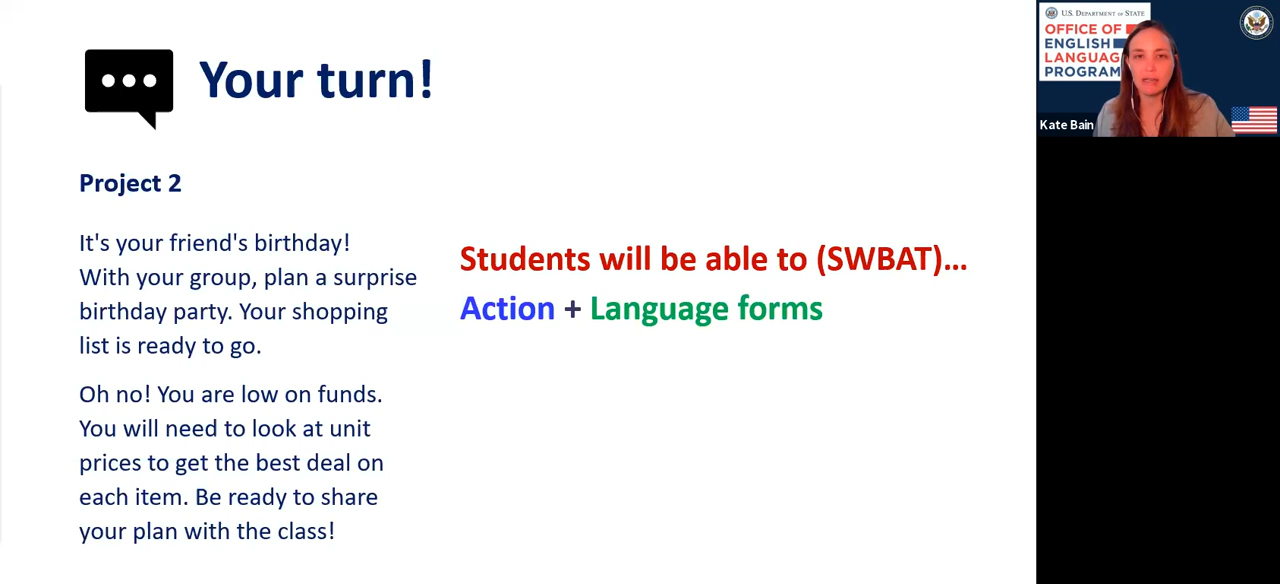 Your turn!
Project 2
It's your friend's birthday!
With your group, plan a surprise
birthday party. Your shopping
list is ready to go.
Oh no! You are low on funds.
You will need to look at unit
prices to get the best deal on
each item. Be ready to share
your plan with the class!
Students will be able to (SWBAT)...
Action + Language forms
U.S. DEPARTMENT OF STATE
OFFICE OF
ENGLISH
LANGUAG
PROGRAM
Kate Bain